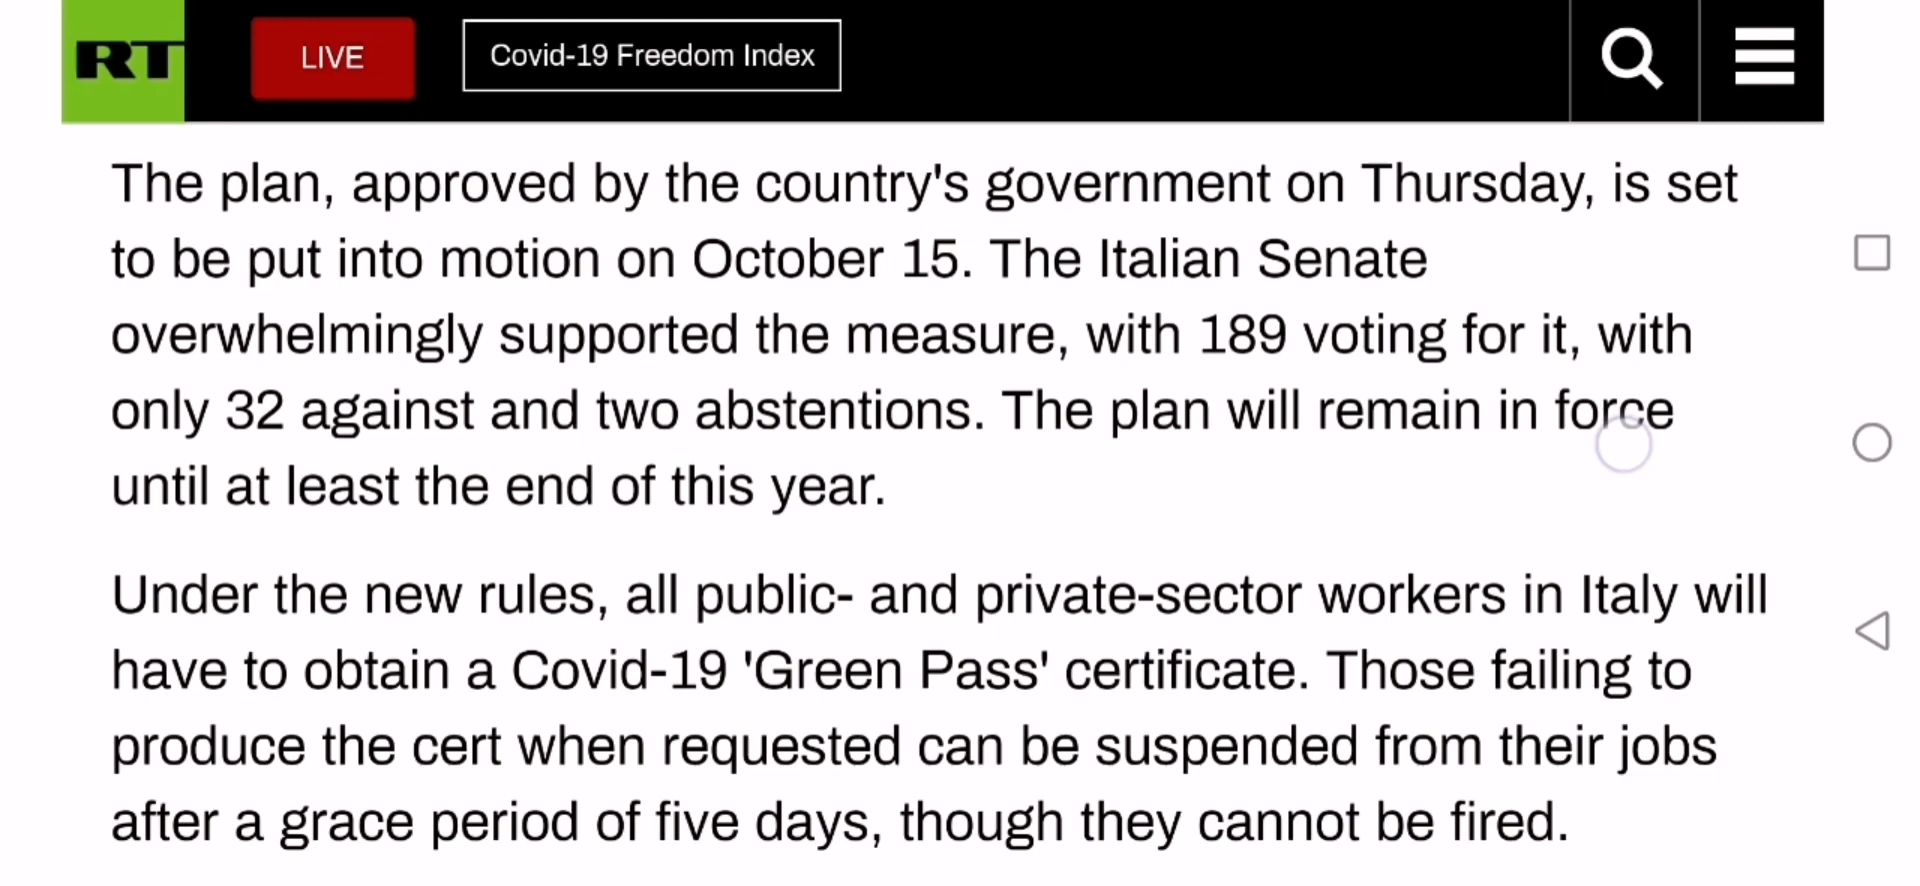 RT LIVE Covid-19 Freedom Index
The plan, approved by the country's government on Thursday, is set
to be put into motion on October 15. The Italian Senate
overwhelmingly supported the measure, with 189 voting for it, with
only 32 against and two abstentions. The plan will remain in force
until at least the end of this year.
Under the new rules, all public- and private-sector workers in Italy will
have to obtain a Covid-19 'Green Pass' certificate. Those failing to
produce the cert when requested can be suspended from their jobs
after a grace period of five days, though they cannot be fired.